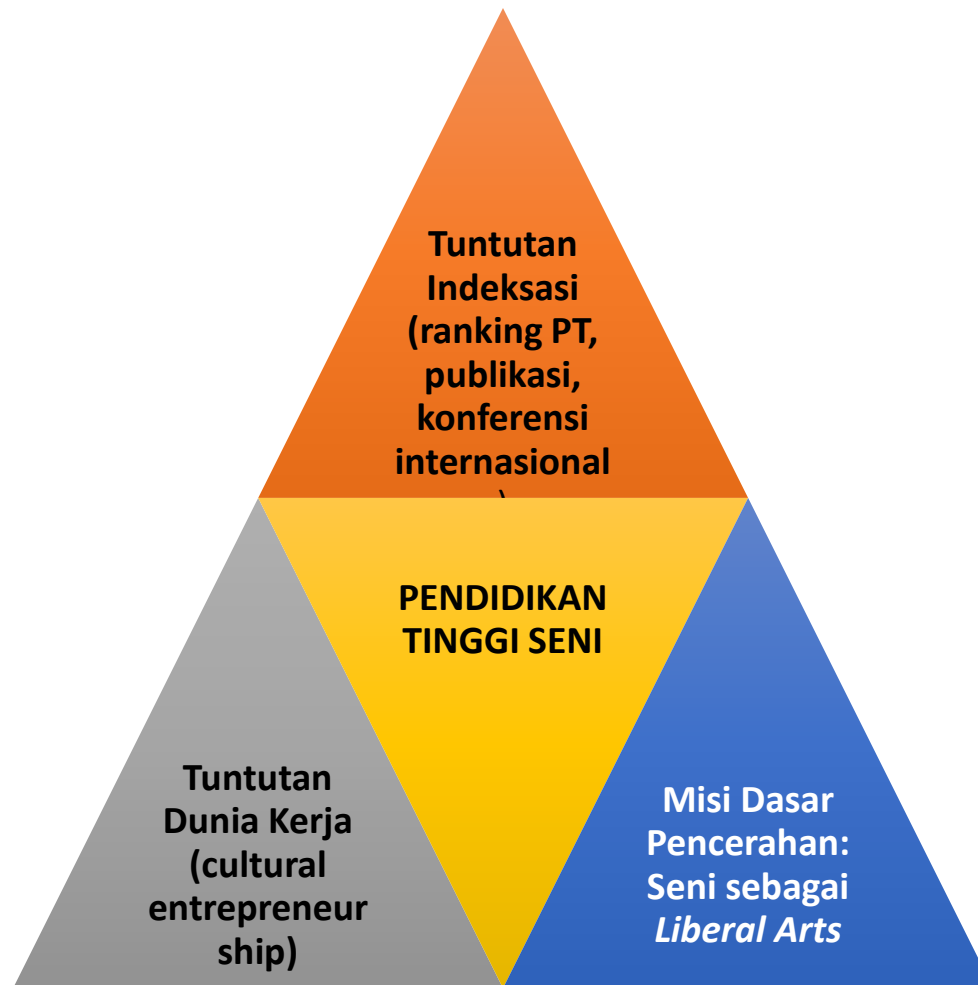 Tuntutan
Indeksasi
(ranking PT,
publikasi,
konferensi
internasional
)
PENDIDIKAN
TINGGI SENI
Tuntutan
Dunia Kerja
(cultural
entrepreneur
ship)
Misi Dasar
Pencerahan:
Seni sebagai
Liberal Arts